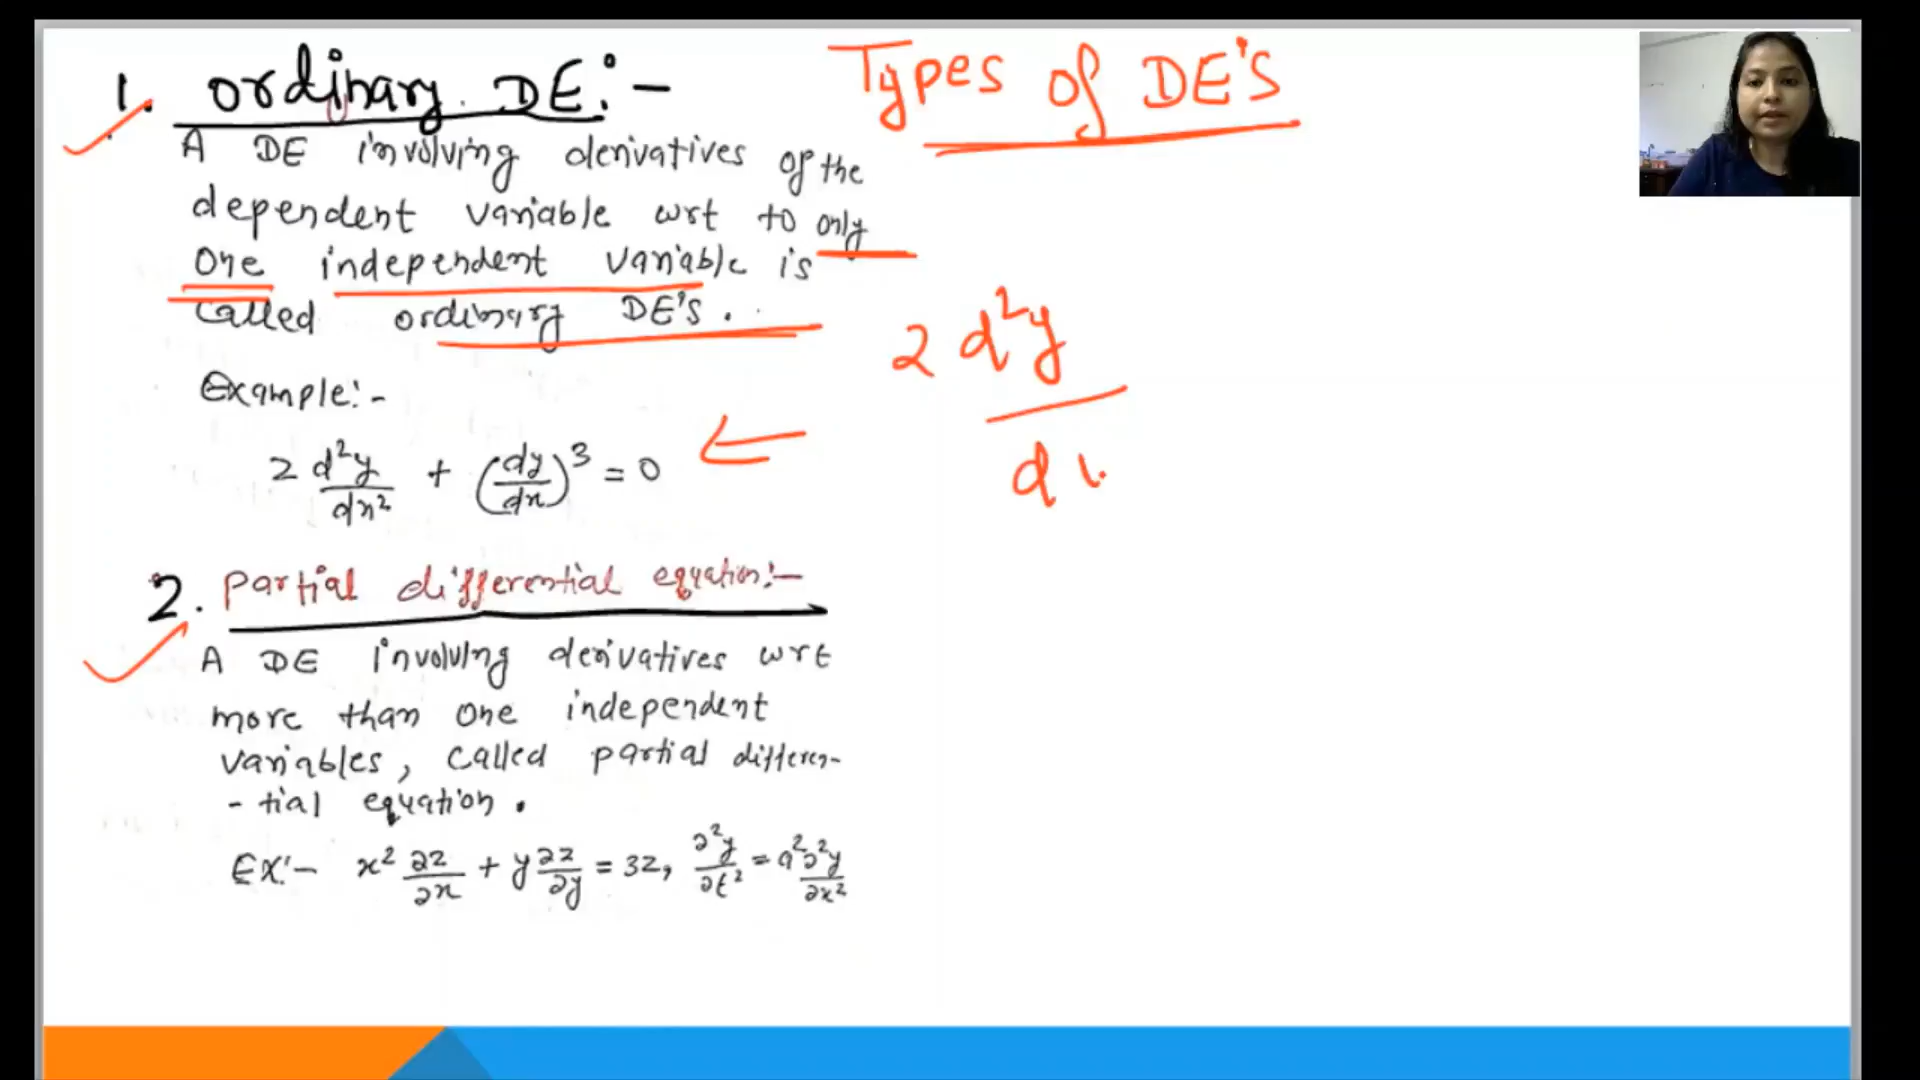 Types of DE's
1. Ordinary DE:-
A DE involving derivatives of the
dependent variable wrt to only
one independent variable is
called ordinary DE's.
Example:-
2 d²y/dx² + (dy/dx)³ = 0
2 d²y
d
2. Partial differential equation:-
A DE involving derivatives wrt
more than one independent
variables, called partial differen-
-tial equation.
EX:- x² ∂z/∂x + y ∂z/∂y = 3z, ∂²y/∂t² = a² ∂²y/∂x²